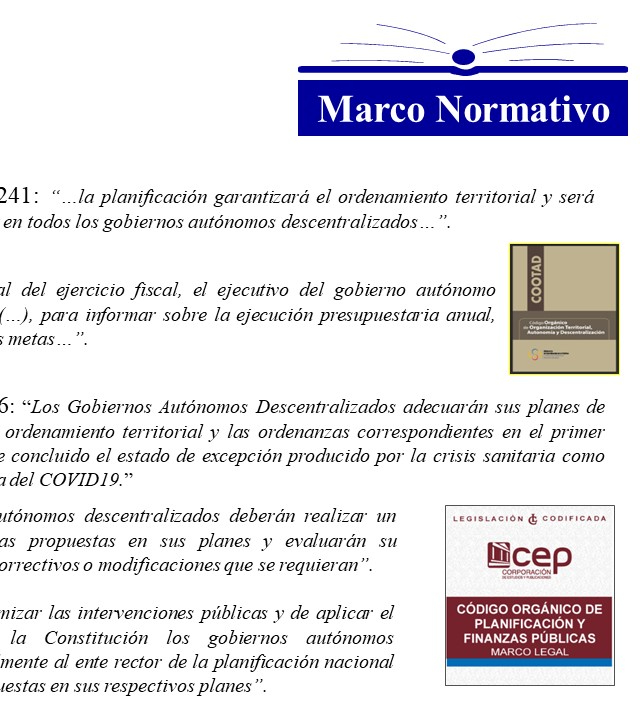 Marco Normativo
241: “…la planificación garantizará el ordenamiento territorial y será
en todos los gobiernos autónomos descentralizados…”.
al del ejercicio fiscal, el ejecutivo del gobierno autónomo
(…), para informar sobre la ejecución presupuestaria anual,
s metas…”.
COOTAD
Código Orgánico
de Organización Territorial,
Autonomía y Descentralización
6: “Los Gobiernos Autónomos Descentralizados adecuarán sus planes de
ordenamiento territorial y las ordenanzas correspondientes en el primer
e concluido el estado de excepción producido por la crisis sanitaria como
a del COVID19.”
utónomos descentralizados deberán realizar un
as propuestas en sus planes y evaluarán su
orrectivos o modificaciones que se requieran”.
mizar las intervenciones públicas y de aplicar el
la Constitución los gobiernos autónomos
lmente al ente rector de la planificación nacional
uestas en sus respectivos planes”.
LEGISLACIÓN CODIFICADA
cep
CORPORACIÓN
DE ESTUDIOS Y PUBLICACIONES
CÓDIGO ORGÁNICO DE
PLANIFICACIÓN Y
FINANZAS PÚBLICAS
MARCO LEGAL